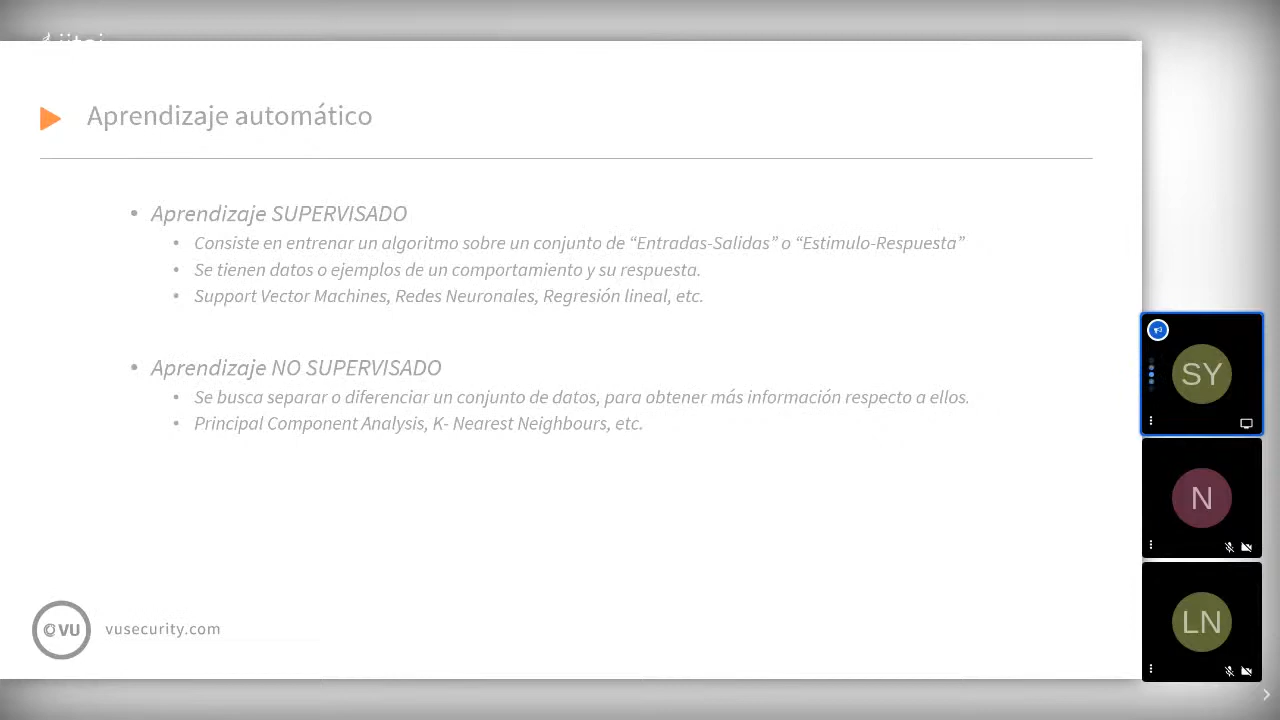 Aprendizaje automático
• Aprendizaje SUPERVISADO
• Consiste en entrenar un algoritmo sobre un conjunto de “Entradas-Salidas” o “Estimulo-Respuesta”
• Se tienen datos o ejemplos de un comportamiento y su respuesta.
• Support Vector Machines, Redes Neuronales, Regresión lineal, etc.
• Aprendizaje NO SUPERVISADO
• Se busca separar o diferenciar un conjunto de datos, para obtener más información respecto a ellos.
• Principal Component Analysis, K- Nearest Neighbours, etc.
VU
vusecurity.com
SY
N
LN